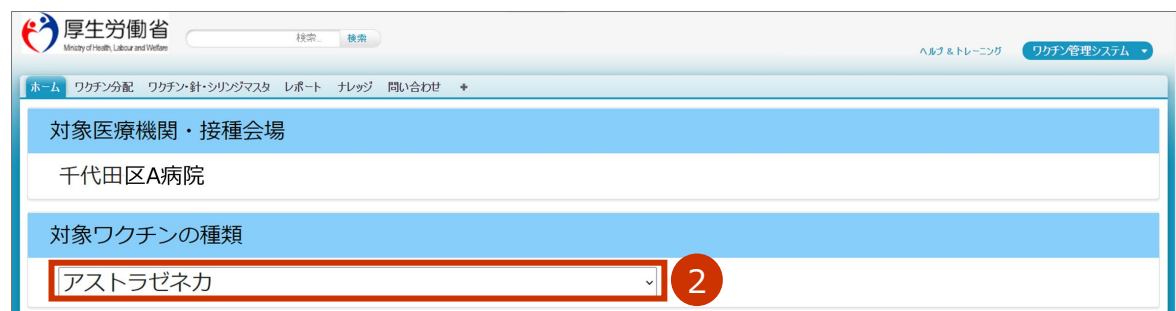 厚生労働省
Ministry of Health, Labour and Welfare
検索... 検索
ヘルプ & トレーニング ワクチン管理システム
ホーム ワクチン分配 ワクチン・針・シリンジマスタ レポート ナレッジ 問い合わせ +
対象医療機関・接種会場
千代田区A病院
対象ワクチンの種類
アストラゼネカ 2